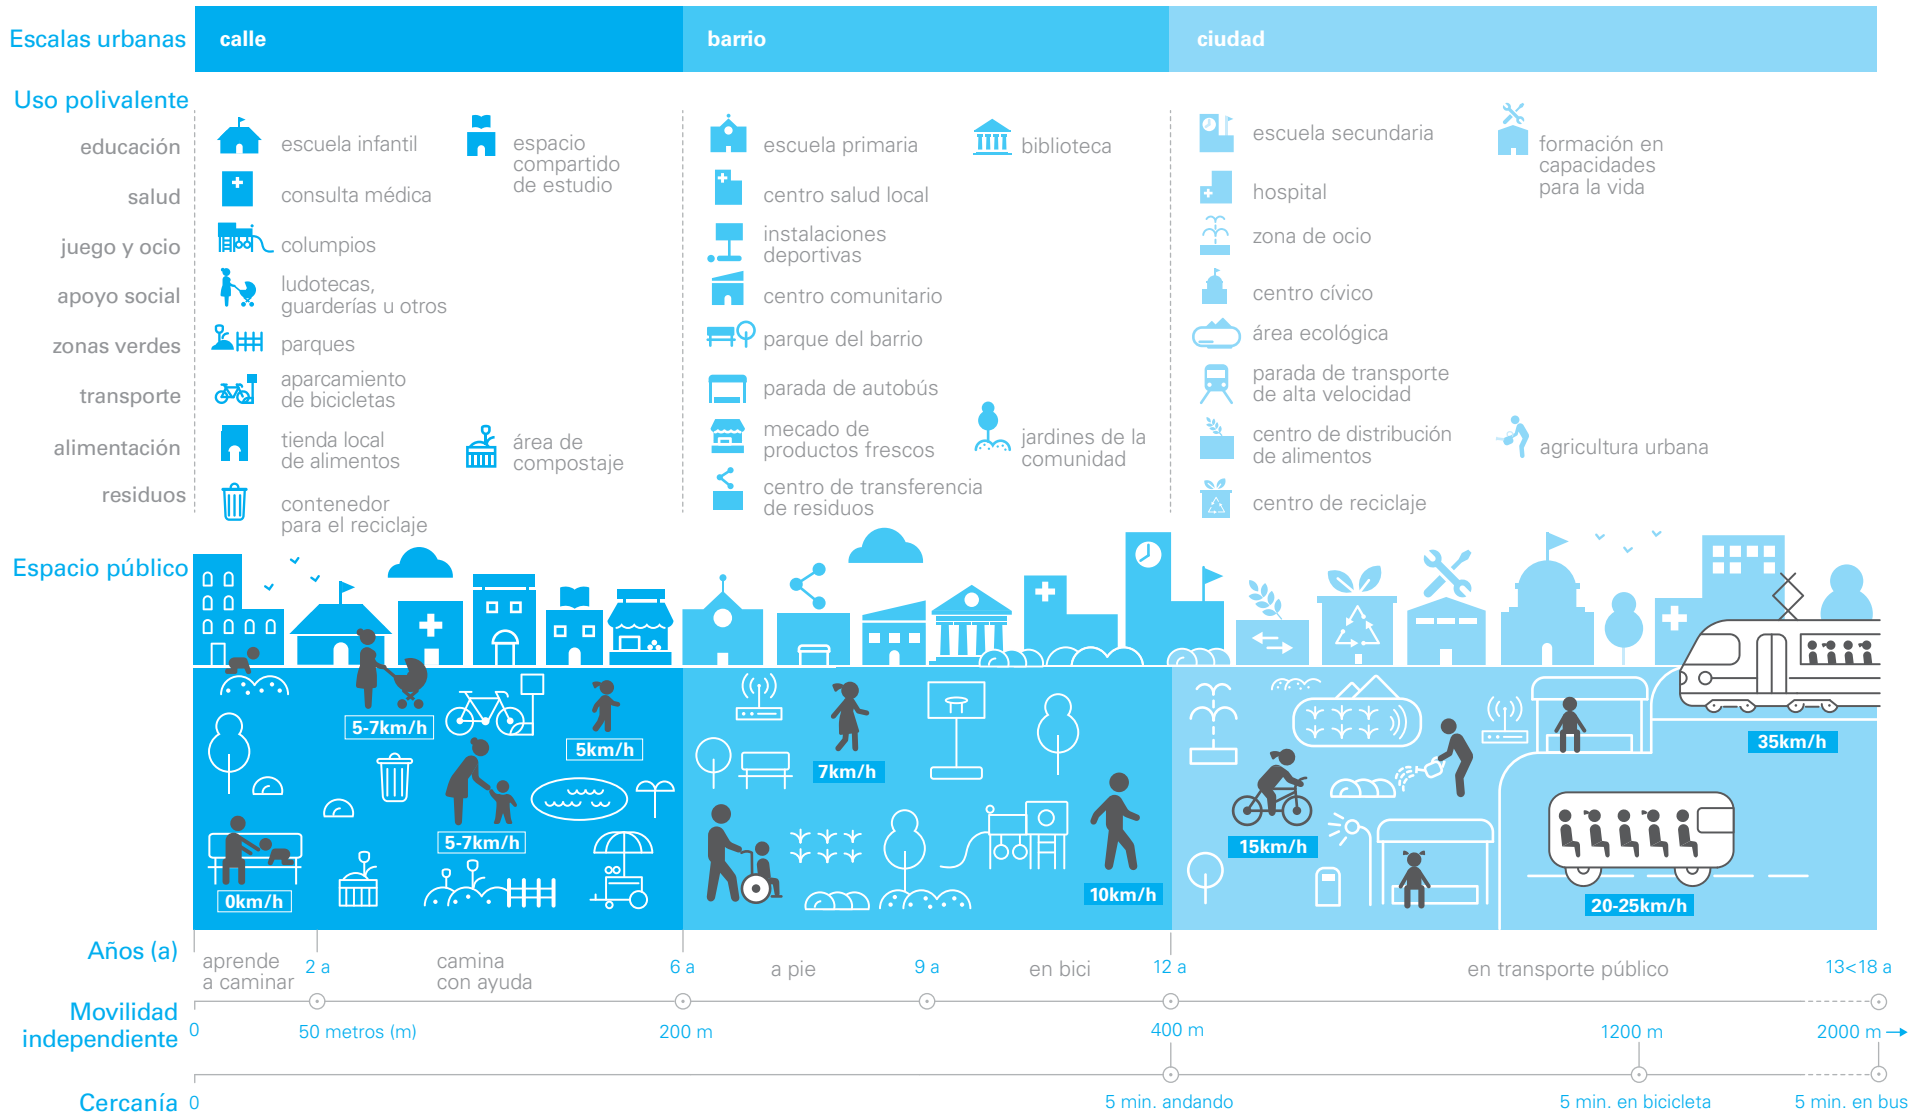 Escalas urbanas
calle
barrio
ciudad
Uso polivalente
educación
escuela infantil
espacio
compartido
de estudio
escuela primaria
biblioteca
escuela secundaria
formación en
capacidades
para la vida
salud
consulta médica
centro salud local
hospital
juego y ocio
columpios
instalaciones
deportivas
zona de ocio
apoyo social
ludotecas,
guarderías u otros
centro comunitario
centro cívico
zonas verdes
parques
parque del barrio
área ecológica
transporte
aparcamiento
de bicicletas
parada de autobús
parada de transporte
de alta velocidad
alimentación
tienda local
de alimentos
área de
compostaje
mecado de
productos frescos
jardines de la
comunidad
centro de distribución
de alimentos
agricultura urbana
residuos
contenedor
para el reciclaje
centro de transferencia
de residuos
centro de reciclaje
Espacio público
5-7km/h
5km/h
7km/h
35km/h
5-7km/h
15km/h
0km/h
10km/h
20-25km/h
Años (a)
aprende
a caminar
2 a
camina
con ayuda
6 a
a pie
9 a
en bici
12 a
en transporte público
13<18 a
Movilidad
independiente
0
50 metros (m)
200 m
400 m
1200 m
2000 m
Cercanía
0
5 min. andando
5 min. en bicicleta
5 min. en bus